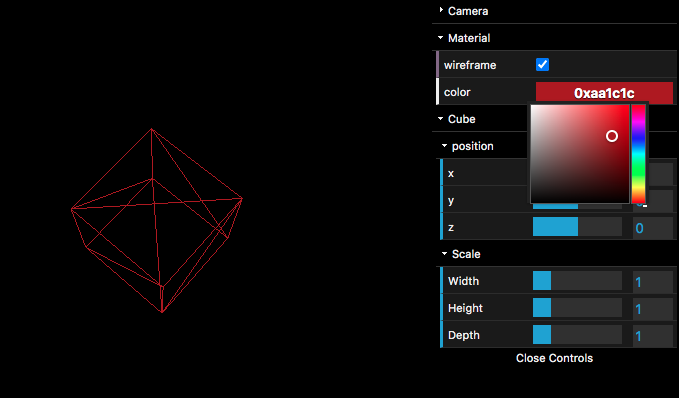 Camera
Material
wireframe
color 0xaa1c1c
Cube
position
x
y
z 0
Scale
Width 1
Height 1
Depth 1
Close Controls